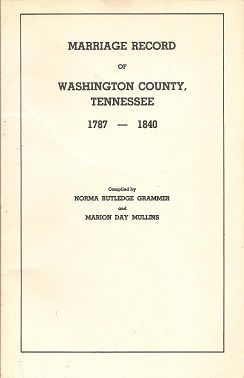 MARRIAGE RECORD
OF
WASHINGTON COUNTY,
TENNESSEE
1787 — 1840
Compiled by
NORMA RUTLEDGE GRAMMER
and
MARION DAY MULLINS